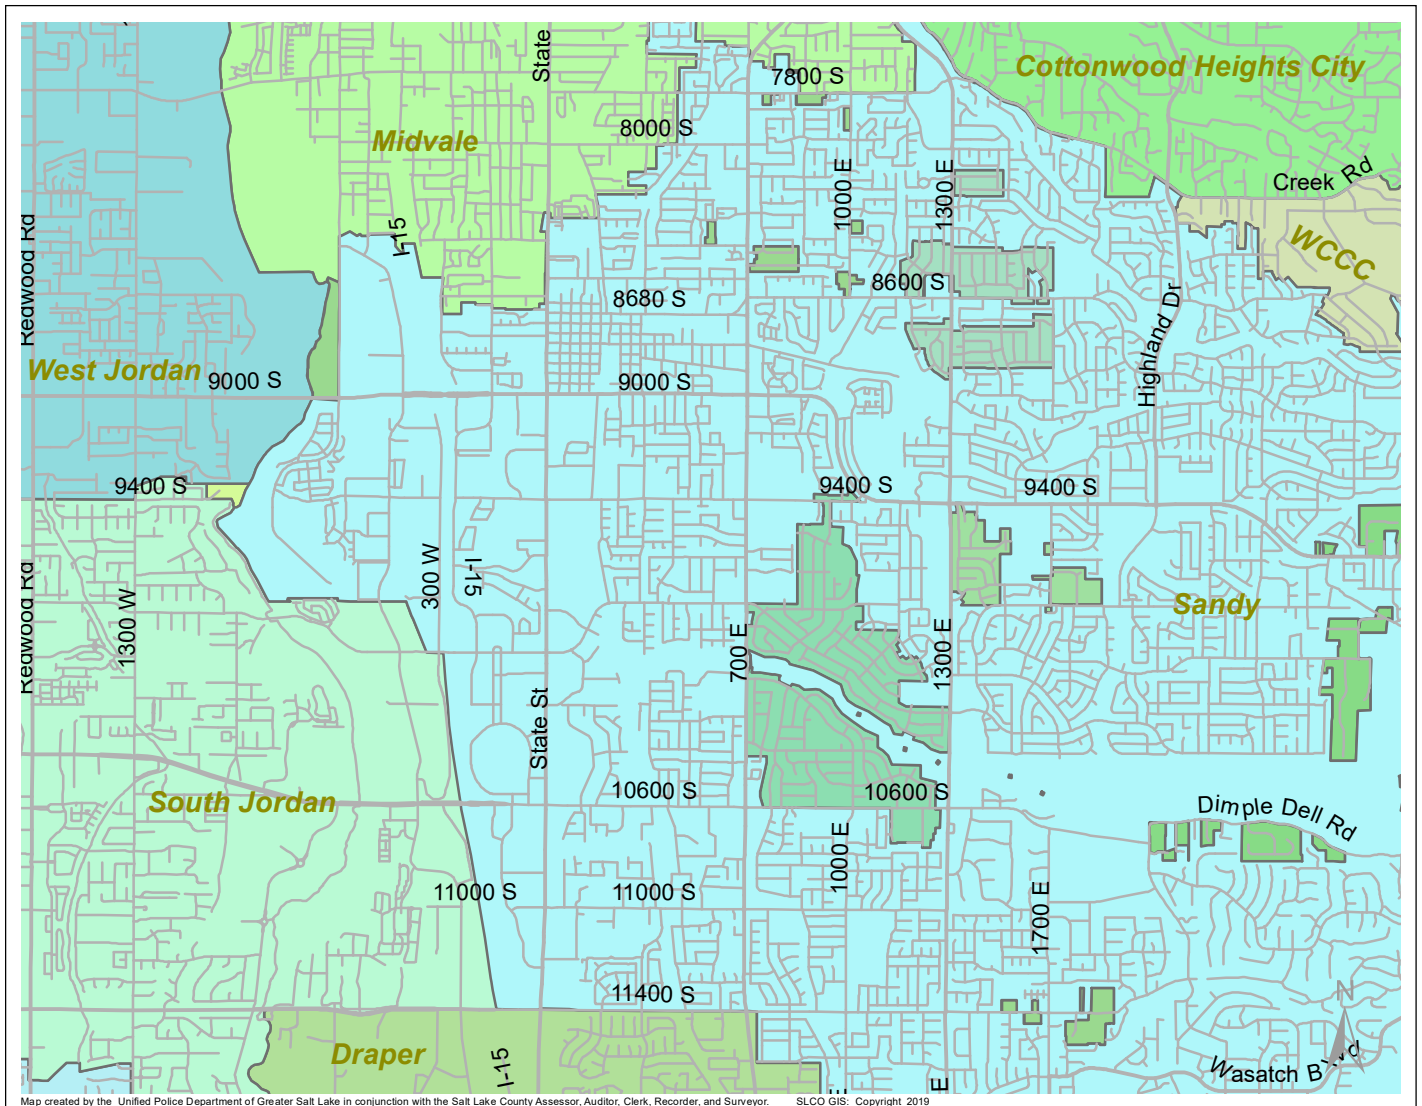 State
7800 S
Cottonwood Heights City
Midvale
8000 S
1000 E
1300 E
Creek Rd
Redwood Rd
I-15
WCCC
8600 S
8680 S
Highland Dr
West Jordan
9000 S
9000 S
9400 S
9400 S
9400 S
Redwood Rd
1300 W
300 W
I-15
700 E
1300 E
Sandy
State St
South Jordan
10600 S
10600 S
Dimple Dell Rd
1000 E
11000 S
11000 S
1700 E
11400 S
N
Draper
I-15
E
E
Wasatch Blvd
Map created by the Unified Police Department of Greater Salt Lake in conjunction with the Salt Lake County Assessor, Auditor, Clerk, Recorder, and Surveyor. SLCO GIS: Copyright 2019